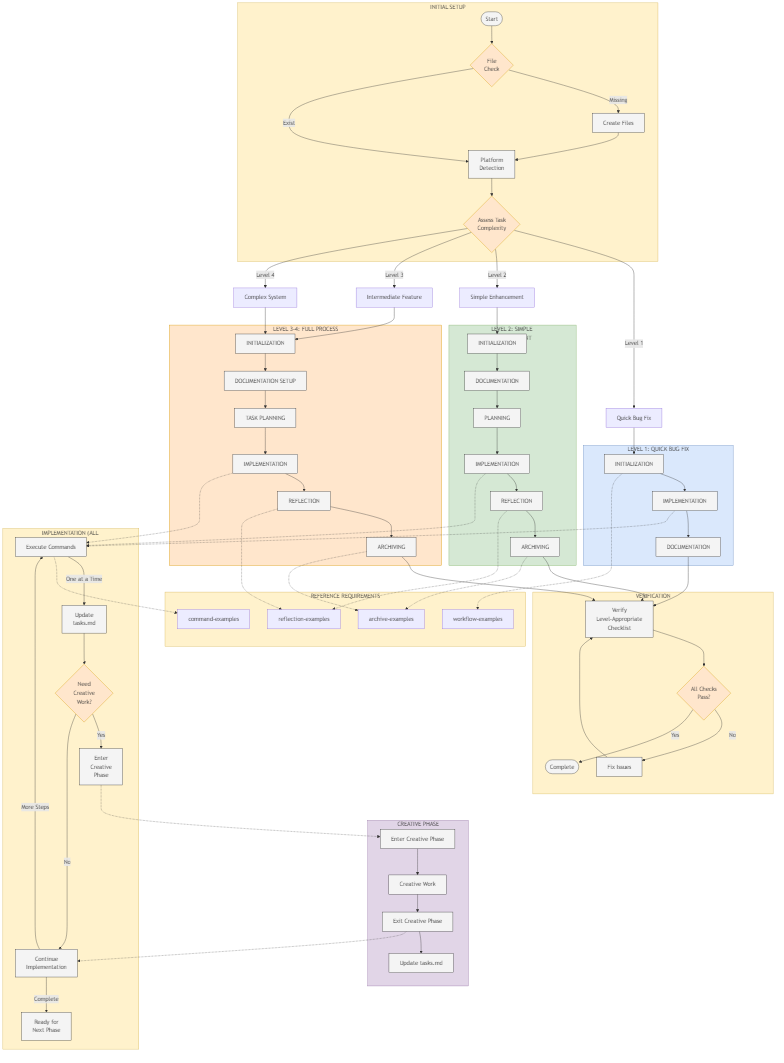 INITIAL SETUP
Start
File
Check
Missing
Exist
Create Files
Platform
Detection
Assess Task
Complexity
Level 4
Level 3
Level 2
Level 1
Complex System
Intermediate Feature
Simple Enhancement
Quick Bug Fix
LEVEL 3-4: FULL PROCESS
INITIALIZATION
DOCUMENTATION SETUP
TASK PLANNING
IMPLEMENTATION
REFLECTION
ARCHIVING
LEVEL 2: SIMPLE
INITIALIZATION
DOCUMENTATION
PLANNING
IMPLEMENTATION
REFLECTION
ARCHIVING
LEVEL 1: QUICK BUG FIX
INITIALIZATION
IMPLEMENTATION
DOCUMENTATION
IMPLEMENTATION (ALL
Execute Commands
One at a Time
Update
tasks.md
Need
Creative
Work?
Yes
Enter
Creative
Phase
More Steps
No
Continue
Implementation
Complete
Ready for
Next Phase
REFERENCE REQUIREMENTS
command-examples
reflection-examples
archive-examples
workflow-examples
VERIFICATION
Verify
Level-Appropriate
Checklist
All Checks
Pass?
Yes
No
Complete
Fix Issues
CREATIVE PHASE
Enter Creative Phase
Creative Work
Exit Creative Phase
Update tasks.md